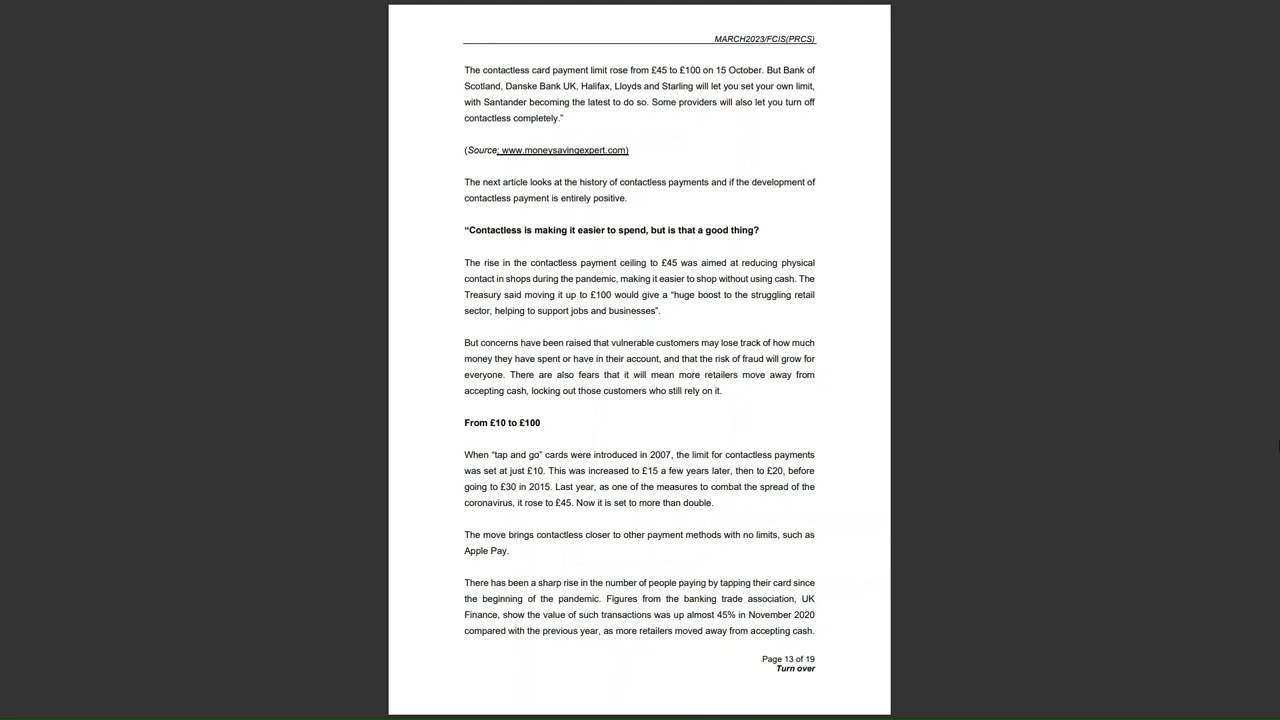 MARCH2023/FCIS(PRCS)
The contactless card payment limit rose from £45 to £100 on 15 October. But Bank of
Scotland, Danske Bank UK, Halifax, Lloyds and Starling will let you set your own limit,
with Santander becoming the latest to do so. Some providers will also let you turn off
contactless completely.”
(Source: www.moneysavingexpert.com)
The next article looks at the history of contactless payments and if the development of
contactless payment is entirely positive.
“Contactless is making it easier to spend, but is that a good thing?
The rise in the contactless payment ceiling to £45 was aimed at reducing physical
contact in shops during the pandemic, making it easier to shop without using cash. The
Treasury said moving it up to £100 would give a “huge boost to the struggling retail
sector, helping to support jobs and businesses”.
But concerns have been raised that vulnerable customers may lose track of how much
money they have spent or have in their account, and that the risk of fraud will grow for
everyone. There are also fears that it will mean more retailers move away from
accepting cash, locking out those customers who still rely on it.
From £10 to £100
When “tap and go” cards were introduced in 2007, the limit for contactless payments
was set at just £10. This was increased to £15 a few years later, then to £20, before
going to £30 in 2015. Last year, as one of the measures to combat the spread of the
coronavirus, it rose to £45. Now it is set to more than double.
The move brings contactless closer to other payment methods with no limits, such as
Apple Pay.
There has been a sharp rise in the number of people paying by tapping their card since
the beginning of the pandemic. Figures from the banking trade association, UK
Finance, show the value of such transactions was up almost 45% in November 2020
compared with the previous year, as more retailers moved away from accepting cash.
Page 13 of 19
Turn over